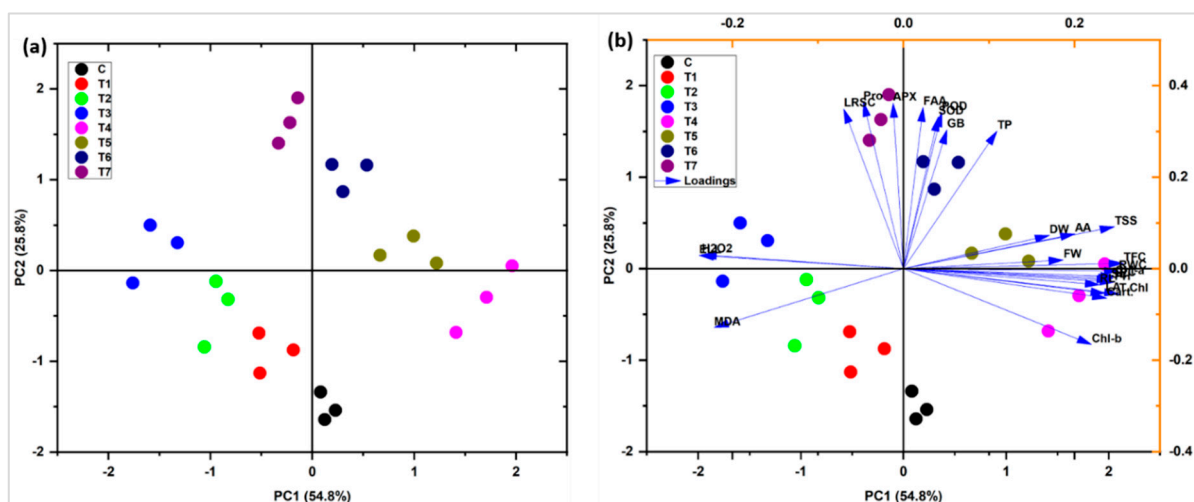 (a)
C
T1
T2
T3
T4
T5
T6
T7
2
1
0
-1
-2
-2
-1
0
1
2
PC2 (25.8%)
PC1 (54.8%)
(b)
-0.2
0.0
0.2
C
T1
T2
T3
T4
T5
T6
T7
Loadings
LRSC
Pro
APX
FAA
POD
SOD
GB
TP
DW
AA
TSS
FW
TFC
H2O2
MDA
Chl-b
2
1
0
-1
-2
0.4
0.2
0.0
-0.2
-0.4
-2
-1
0
1
2
PC2 (25.8%)
PC1 (54.8%)